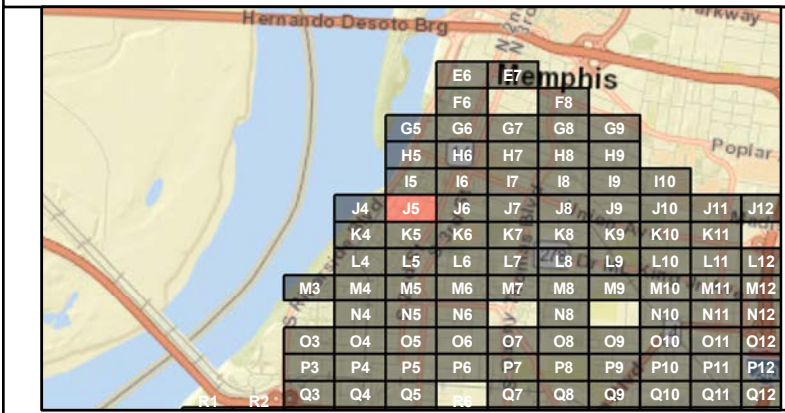 Hernando Desoto Brg
Parkway
N 2nd
N 3rd
Memphis
E6 E7
F6 F8
G5 G6 G7 G8 G9
Poplar
H5 H6 H7 H8 H9
I5 I6 I7 I8 I9 I10
J4 J5 J6 J7 J8 J9 J10 J11 J12
K4 K5 K6 K7 K8 K9 K10 K11
L4 L5 L6 L7 L8 L9 L10 L11 L12
M3 M4 M5 M6 M7 M8 M9 M10 M11 M12
N4 N5 N6 N8 N10 N11 N12
O3 O4 O5 O6 O7 O8 O9 O10 O11 O12
P3 P4 P5 P6 P7 P8 P9 P10 P11 P12
Q3 Q4 Q5 Q7 Q8 Q9 Q10 Q11 Q12
R1 R2 R6
S Riverside Blvd